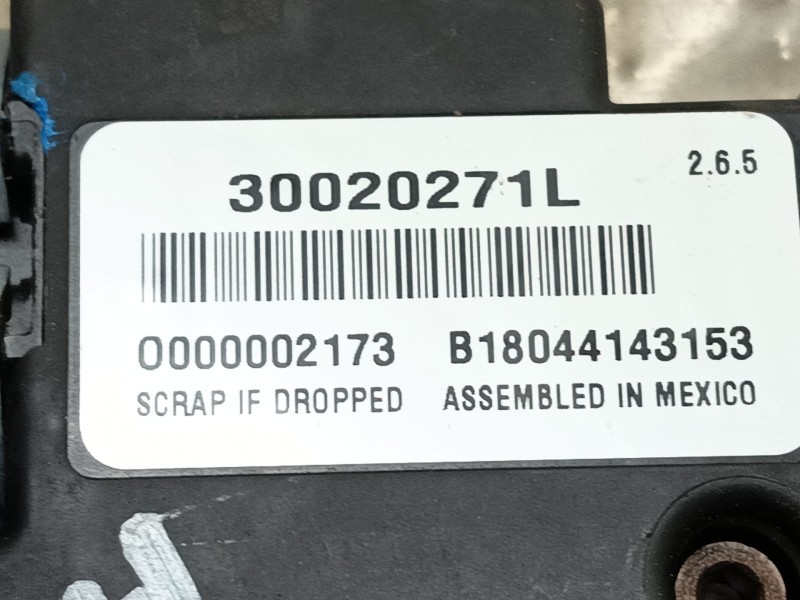 2.6.5
30020271L
0000002173 B18044143153
SCRAP IF DROPPED ASSEMBLED IN MEXICO